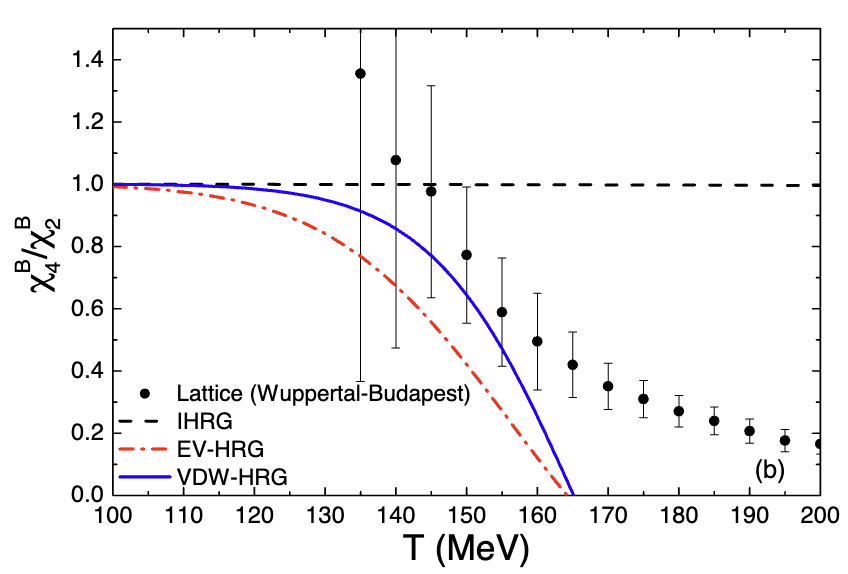 1.4
1.2
1.0
0.8
0.6
0.4
0.2
0.0
χ₄ᴮ/χ₂ᴮ
Lattice (Wuppertal-Budapest)
IHRG
EV-HRG
VDW-HRG
(b)
100 110 120 130 140 150 160 170 180 190 200
T (MeV)